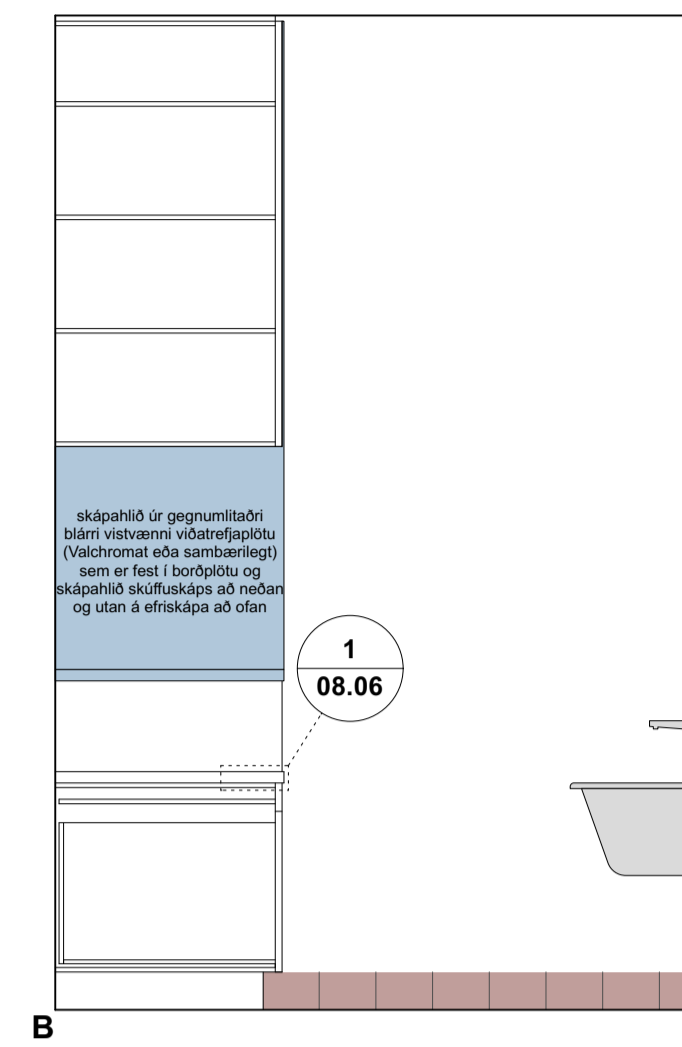 skápahlið úr gegnumlitaðri
blárri vistvænni viðatrefjaplötu
(Valchromat eða sambærilegt)
sem er fest í borðplötu og
skápahlið skúffuskáps að neðan
og utan á efriskápa að ofan
1
08.06
B